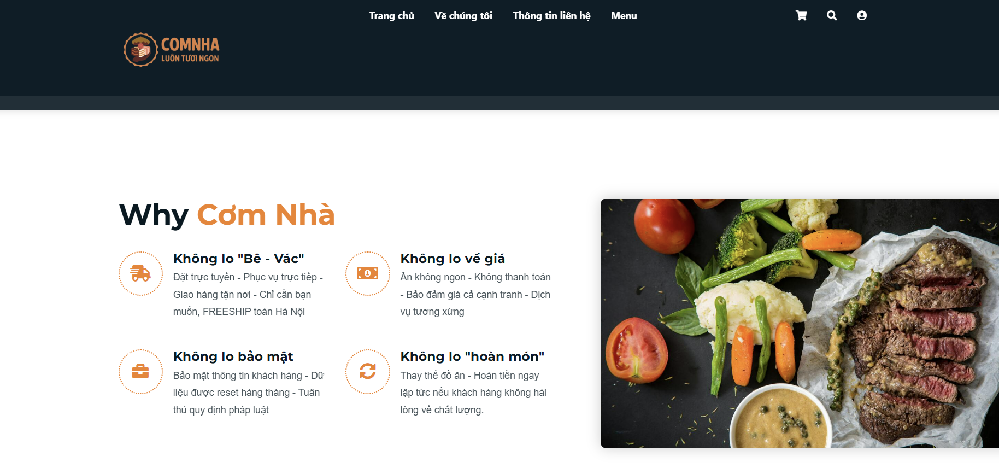 Trang chủ Về chúng tôi Thông tin liên hệ Menu
COMNHA
LUÔN TƯƠI NGON
Why Cơm Nhà
Không lo "Bê - Vác"
Đặt trực tuyến - Phục vụ trực tiếp -
Giao hàng tận nơi - Chỉ cần bạn
muốn, FREESHIP toàn Hà Nội
Không lo về giá
Ăn không ngon - Không thanh toán
- Bảo đảm giá cả cạnh tranh - Dịch
vụ tương xứng
Không lo bảo mật
Bảo mật thông tin khách hàng - Dữ
liệu được reset hàng tháng - Tuân
thủ quy định pháp luật
Không lo "hoàn món"
Thay thế đồ ăn - Hoàn tiền ngay
lập tức nếu khách hàng không hài
lòng về chất lượng.